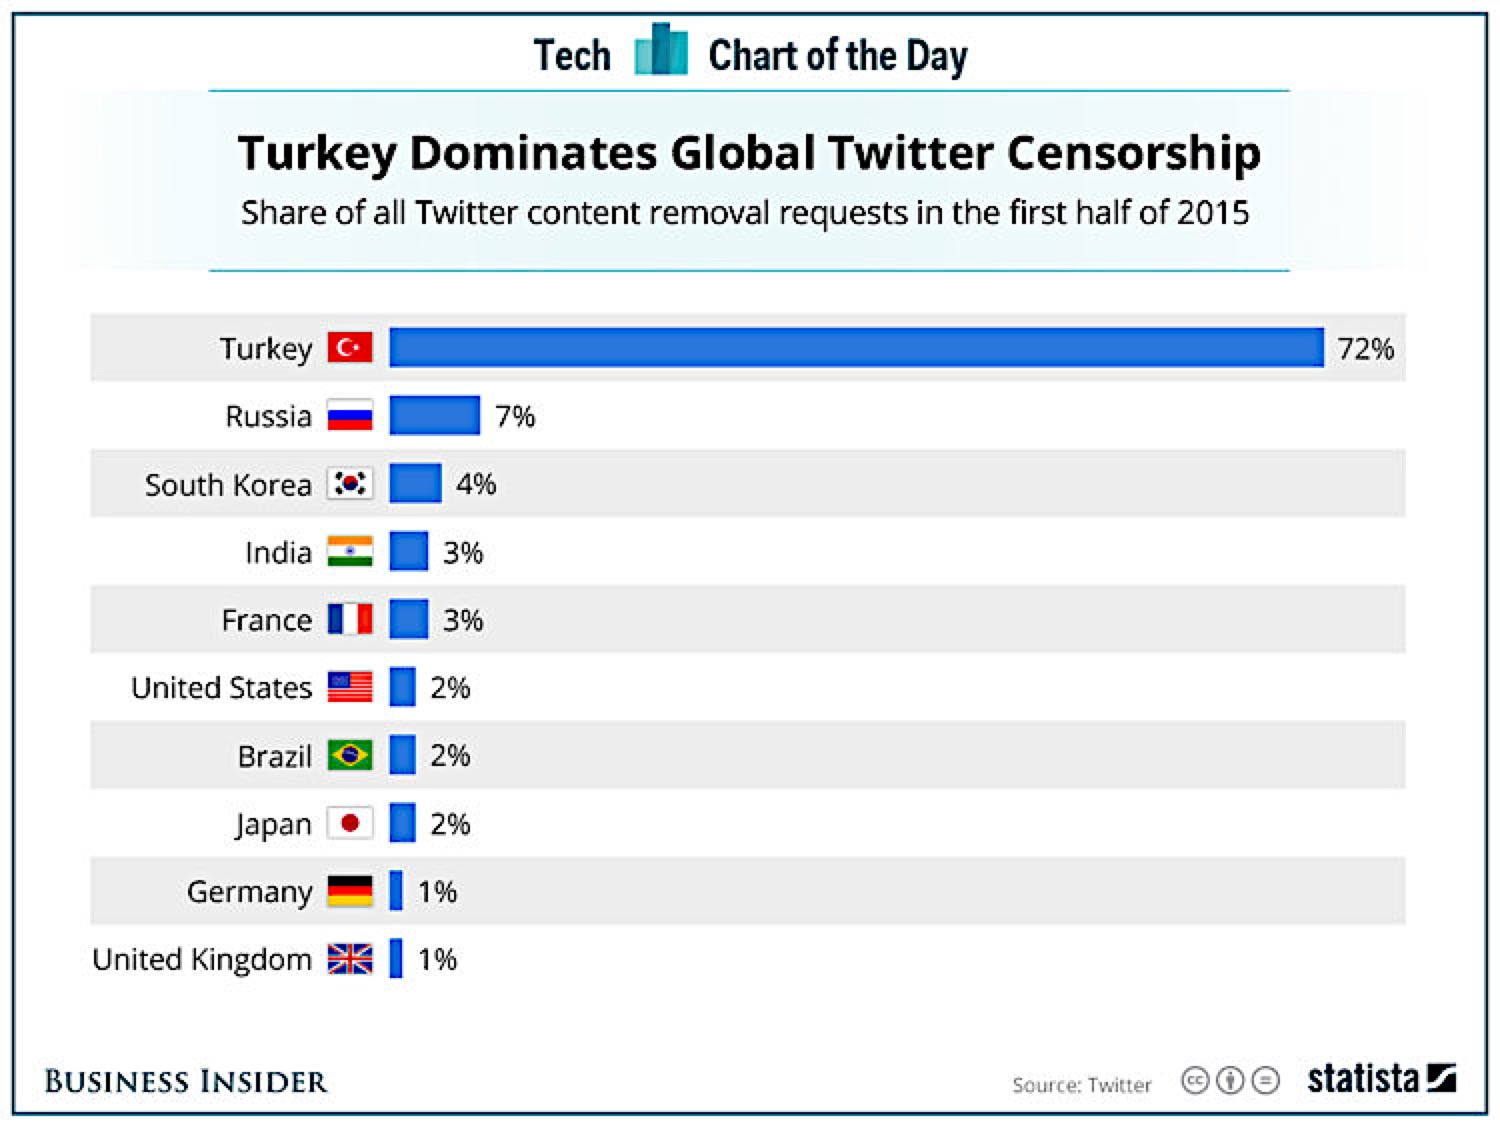 Tech Chart of the Day
Turkey Dominates Global Twitter Censorship
Share of all Twitter content removal requests in the first half of 2015
Turkey 72%
Russia 7%
South Korea 4%
India 3%
France 3%
United States 2%
Brazil 2%
Japan 2%
Germany 1%
United Kingdom 1%
BUSINESS INSIDER
Source: Twitter
cc
statista